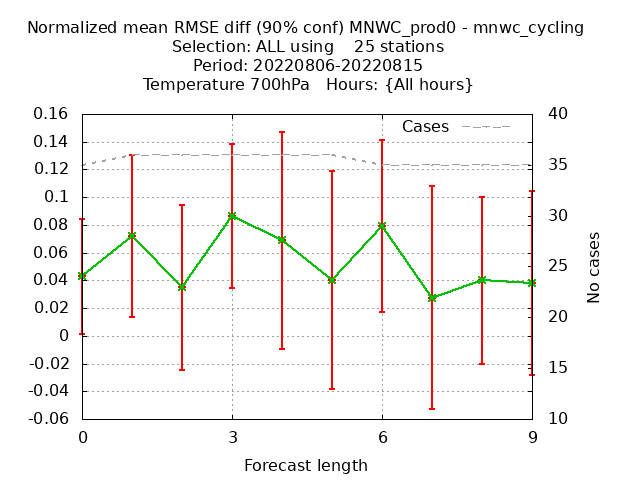 Normalized mean RMSE diff (90% conf) MNWC_prod0 - mnwc_cycling
Selection: ALL using    25 stations
Period: 20220806-20220815
Temperature 700hPa   Hours: {All hours}
Cases
0.16
0.14
0.12
0.1
0.08
0.06
0.04
0.02
0
-0.02
-0.04
-0.06
40
35
30
25
20
15
10
No cases
0 3 6 9
Forecast length